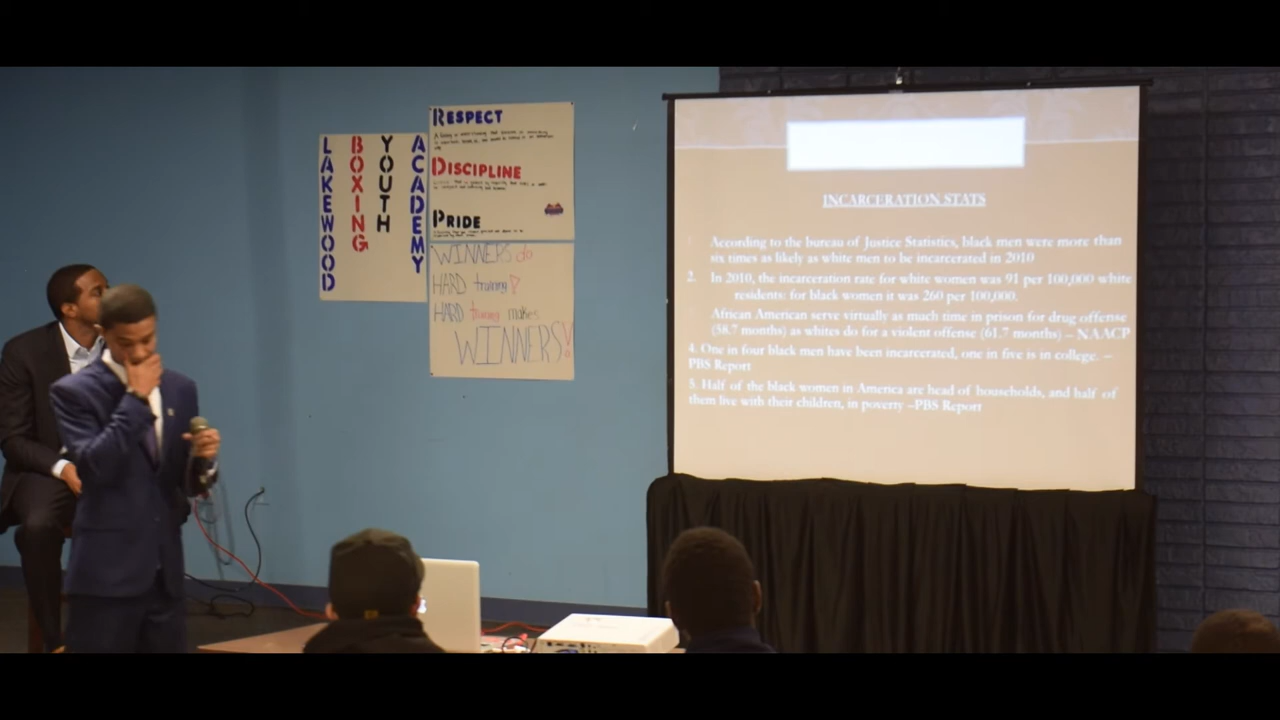 LAKEWOOD
BOXING
YOUTH
ACADEMY
RESPECT
DISCIPLINE
PRIDE
WINNERS do
HARD training!
HARD training makes
WINNERS!
INCARCERATION STATS
According to the bureau of Justice Statistics, black men were more than
six times as likely as white men to be incarcerated in 2010
2. In 2010, the incarceration rate for white women was 91 per 100,000 white
residents: for black women it was 260 per 100,000.
African American serve virtually as much time in prison for drug offense
(58.7 months) as whites do for a violent offense (61.7 months) – NAACP
4. One in four black men have been incarcerated, one in five is in college. –
PBS Report
5. Half of the black women in America are head of households, and half of
them live with their children, in poverty –PBS Report